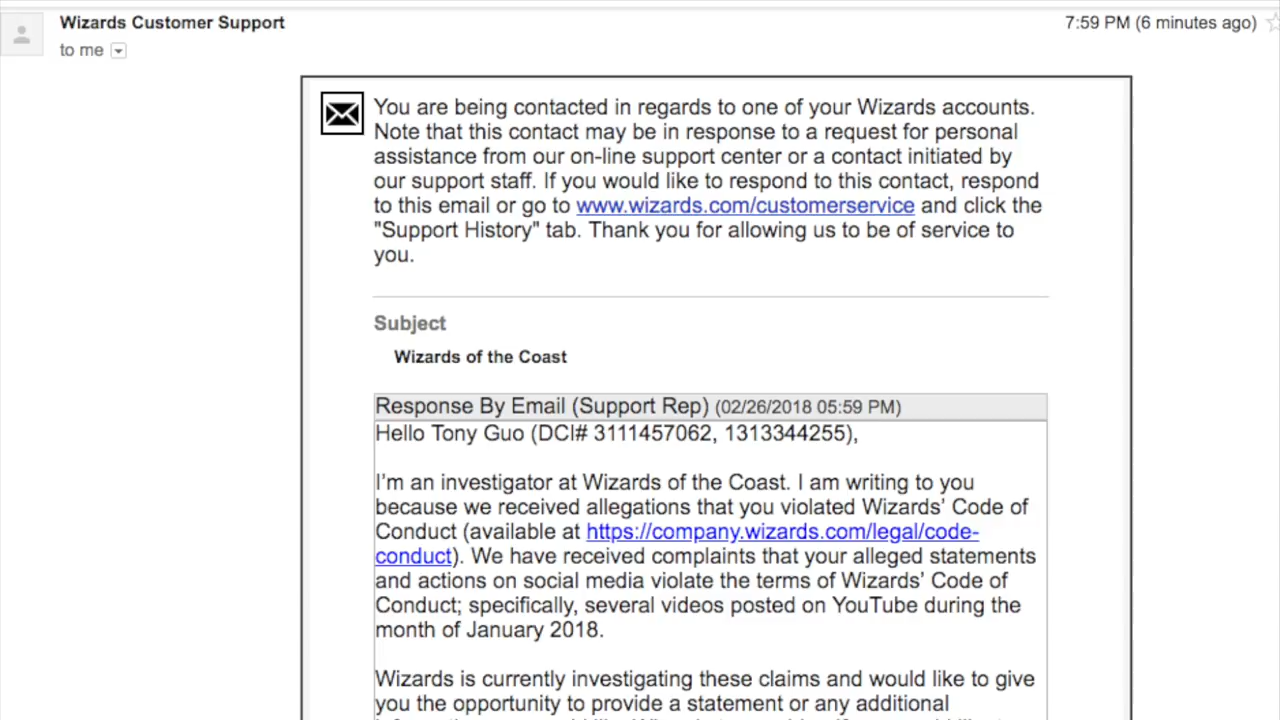 Wizards Customer Support
7:59 PM (6 minutes ago)
to me
You are being contacted in regards to one of your Wizards accounts.
Note that this contact may be in response to a request for personal
assistance from our on-line support center or a contact initiated by
our support staff. If you would like to respond to this contact, respond
to this email or go to www.wizards.com/customerservice and click the
"Support History" tab. Thank you for allowing us to be of service to
you.
Subject
Wizards of the Coast
Response By Email (Support Rep) (02/26/2018 05:59 PM)
Hello Tony Guo (DCI# 3111457062, 1313344255),
I'm an investigator at Wizards of the Coast. I am writing to you
because we received allegations that you violated Wizards' Code of
Conduct (available at https://company.wizards.com/legal/code-
conduct). We have received complaints that your alleged statements
and actions on social media violate the terms of Wizards' Code of
Conduct; specifically, several videos posted on YouTube during the
month of January 2018.
Wizards is currently investigating these claims and would like to give
you the opportunity to provide a statement or any additional